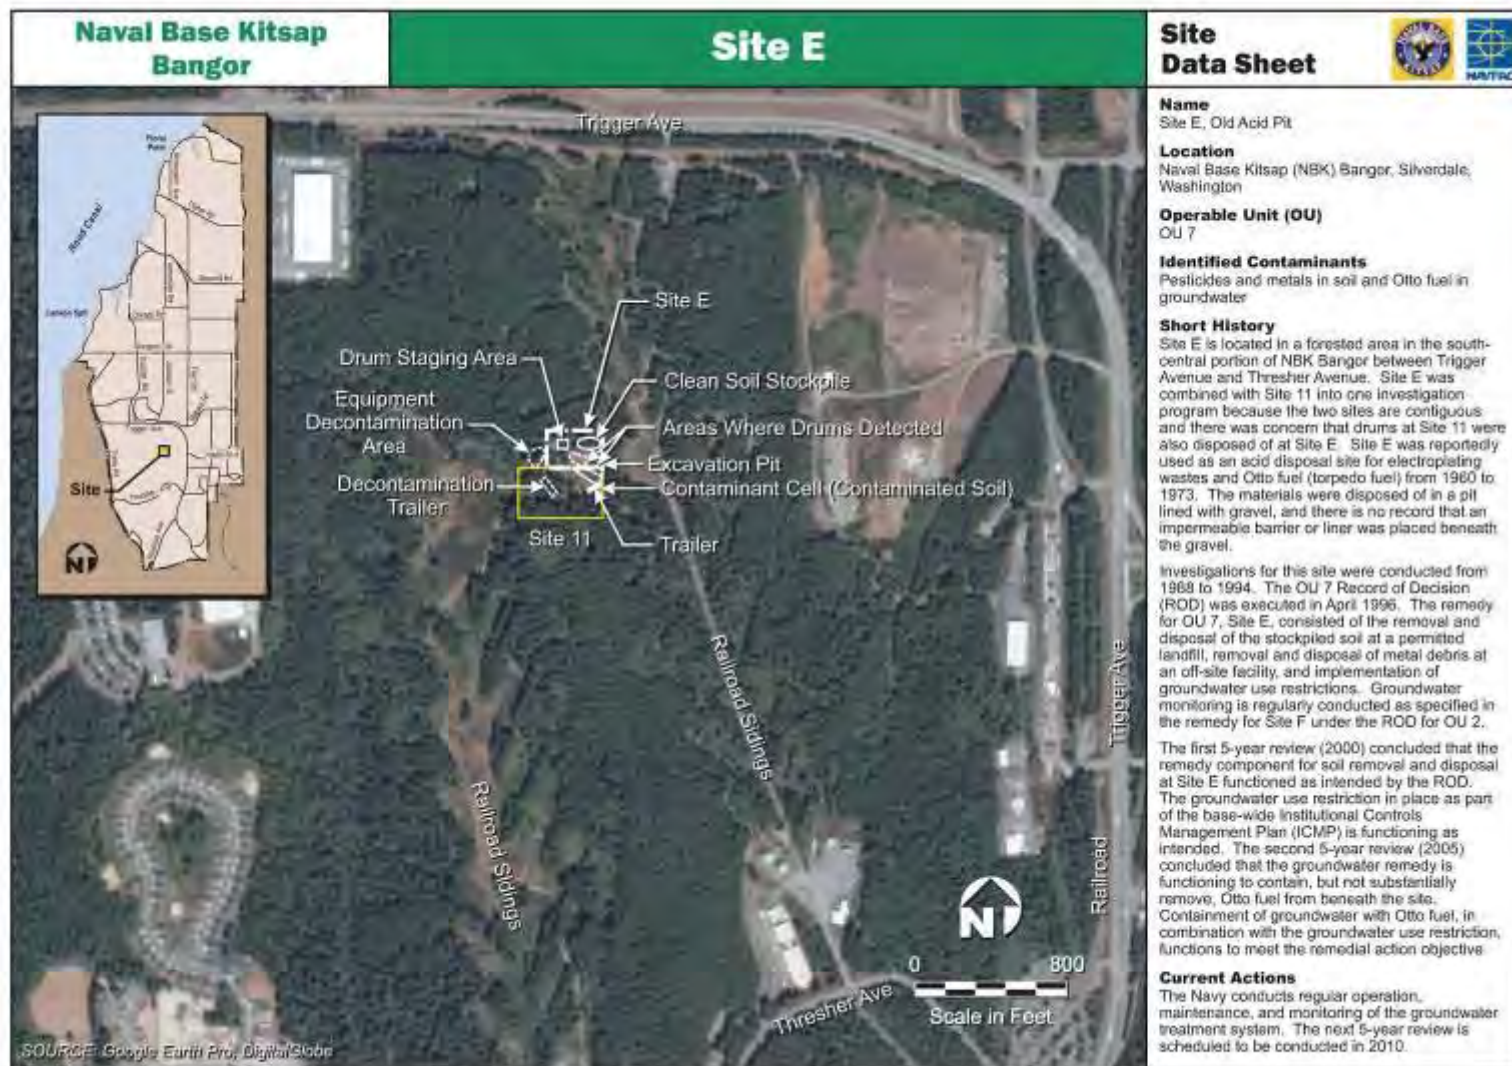 Naval Base Kitsap
Bangor
Site E
Site
Data Sheet
Name
Site E, Old Acid Pit
Location
Naval Base Kitsap (NBK) Bangor, Silverdale,
Washington
Operable Unit (OU)
OU 7
Identified Contaminants
Pesticides and metals in soil and Otto fuel in
groundwater
Short History
Site E is located in a forested area in the south-
central portion of NBK Bangor between Trigger
Avenue and Thresher Avenue. Site E was
combined with Site 11 into one investigation
program because the two sites are contiguous
and there was concern that drums at Site 11 were
also disposed of at Site E. Site E was reportedly
used as an acid disposal site for electroplating
wastes and Otto fuel (torpedo fuel) from 1960 to
1973. The materials were disposed of in a pit
lined with gravel, and there is no record that an
impermeable barrier or liner was placed beneath
the gravel.
Investigations for this site were conducted from
1988 to 1994. The OU 7 Record of Decision
(ROD) was executed in April 1996. The remedy
for OU 7, Site E, consisted of the removal and
disposal of the stockpiled soil at a permitted
landfill, removal and disposal of metal debris at
an off-site facility, and implementation of
groundwater use restrictions. Groundwater
monitoring is regularly conducted as specified in
the remedy for Site F under the ROD for OU 2.
The first 5-year review (2000) concluded that the
remedy component for soil removal and disposal
at Site E functioned as intended by the ROD.
The groundwater use restriction in place as part
of the base-wide Institutional Controls
Management Plan (ICMP) is functioning as
intended. The second 5-year review (2005)
concluded that the groundwater remedy is
functioning to contain, but not substantially
remove, Otto fuel from beneath the site.
Containment of groundwater with Otto fuel, in
combination with the groundwater use restriction,
functions to meet the remedial action objective
Current Actions
The Navy conducts regular operation,
maintenance, and monitoring of the groundwater
treatment system. The next 5-year review is
scheduled to be conducted in 2010.
Trigger Ave
Hood Canal
Site
N
Site E
Drum Staging Area
Clean Soil Stockpile
Equipment
Decontamination
Area
Areas Where Drums Detected
Excavation Pit
Decontamination
Trailer
Contaminant Cell (Contaminated Soil)
Site 11
Trailer
Railroad Sidings
Railroad Sidings
Trigger Ave
Railroad
N
0 800
Scale in Feet
Thresher Ave
SOURCE: Google Earth Pro, DigitalGlobe